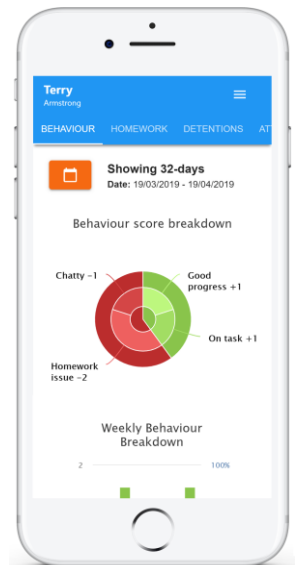 Terry
Armstrong
BEHAVIOUR HOMEWORK DETENTIONS AT
Showing 32-days
Date: 19/03/2019 - 19/04/2019
Behaviour score breakdown
Chatty −1
Good
progress +1
On task +1
Homework
issue −2
Weekly Behaviour
Breakdown
2 100%